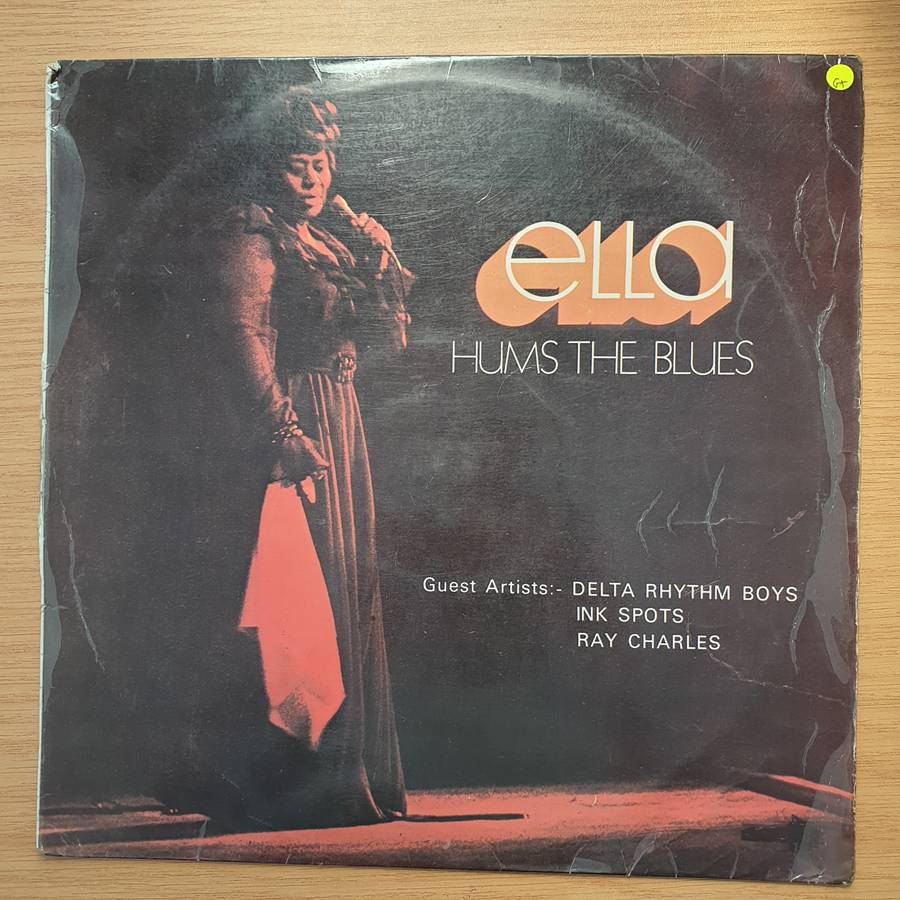 G+
eLLa
HUMS THE BLUES
Guest Artists:- DELTA RHYTHM BOYS
INK SPOTS
RAY CHARLES